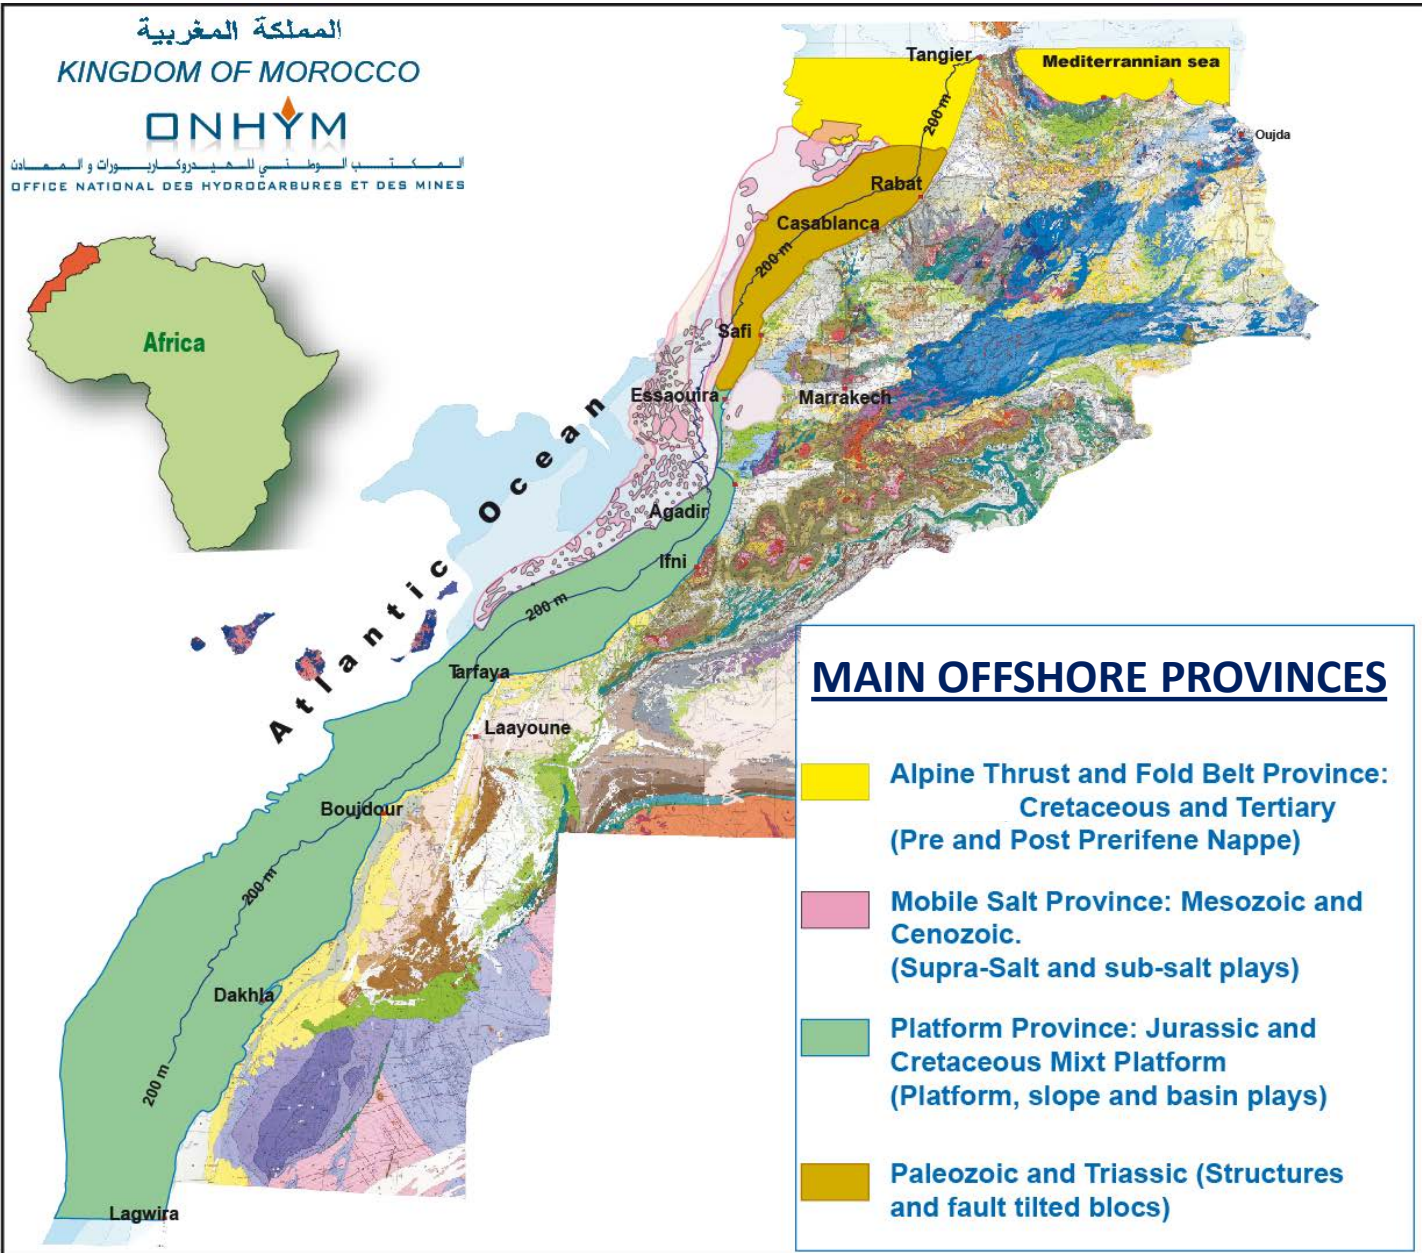 المملكة المغربية
KINGDOM OF MOROCCO
ONHYM
المكتب الوطني للهيدروكاربورات و المعادن
OFFICE NATIONAL DES HYDROCARBURES ET DES MINES
Africa
Tangier
Mediterrannian sea
200 m
Oujda
Rabat
Casablanca
200 m
Safi
Essaouira
Marrakech
Atlantic Ocean
Agadir
Ifni
200 m
Tarfaya
Laayoune
Boujdour
200 m
Dakhla
200 m
Lagwira
MAIN OFFSHORE PROVINCES
Alpine Thrust and Fold Belt Province:
Cretaceous and Tertiary
(Pre and Post Prerifene Nappe)
Mobile Salt Province: Mesozoic and
Cenozoic.
(Supra-Salt and sub-salt plays)
Platform Province: Jurassic and
Cretaceous Mixt Platform
(Platform, slope and basin plays)
Paleozoic and Triassic (Structures
and fault tilted blocs)